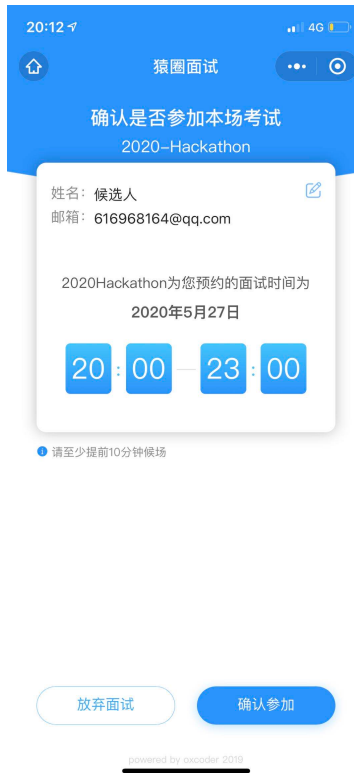 20:12
4G
猿圈面试
确认是否参加本场考试
2020-Hackathon
姓名：候选人
邮箱：616968164@qq.com
2020Hackathon为您预约的面试时间为
2020年5月27日
20 : 00 — 23 : 00
请至少提前10分钟候场
放弃面试
确认参加
powered by oxcoder 2019